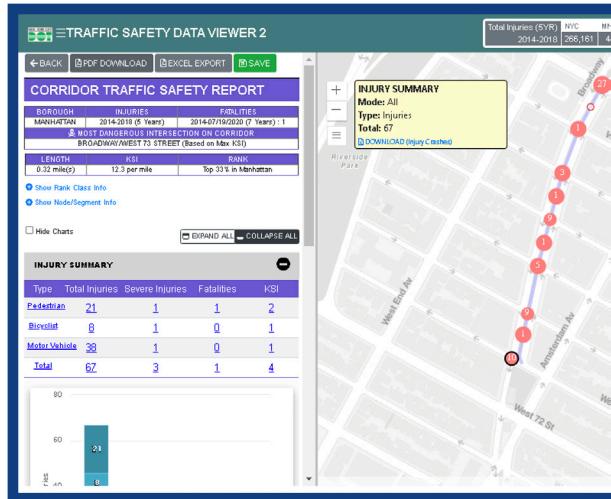 TRAFFIC SAFETY DATA VIEWER 2
Total Injuries (5YR) NYC
2014-2018 266,161
BACK PDF DOWNLOAD EXCEL EXPORT SAVE
CORRIDOR TRAFFIC SAFETY REPORT
BOROUGH INJURIES FATALITIES
MANHATTAN 2014-2018 (5 Years) 2014-07/19/2020 (7 Years) : 1
MOST DANGEROUS INTERSECTION ON CORRIDOR
BROADWAY/WEST 73 STREET (Based on Max KSI)
LENGTH KSI RANK
0.32 mile(s) 12.3 per mile Top 33% in Manhattan
Show Rank Class Info
Show Node/Segment Info
Hide Charts
EXPAND ALL COLLAPSE ALL
INJURY SUMMARY
Type Total Injuries Severe Injuries Fatalities KSI
Pedestrian 21 1 1 2
Bicyclist 8 1 0 1
Motor Vehicle 38 1 0 1
Total 67 3 1 4
80
60
21
8
40
INJURY SUMMARY
Mode: All
Type: Injuries
Total: 67
DOWNLOAD (Injury Crashes)
Riverside
Park
Broadway
27
1
3
1
9
1
5
9
1
10
West End Av
Amsterdam Av
West 72 St